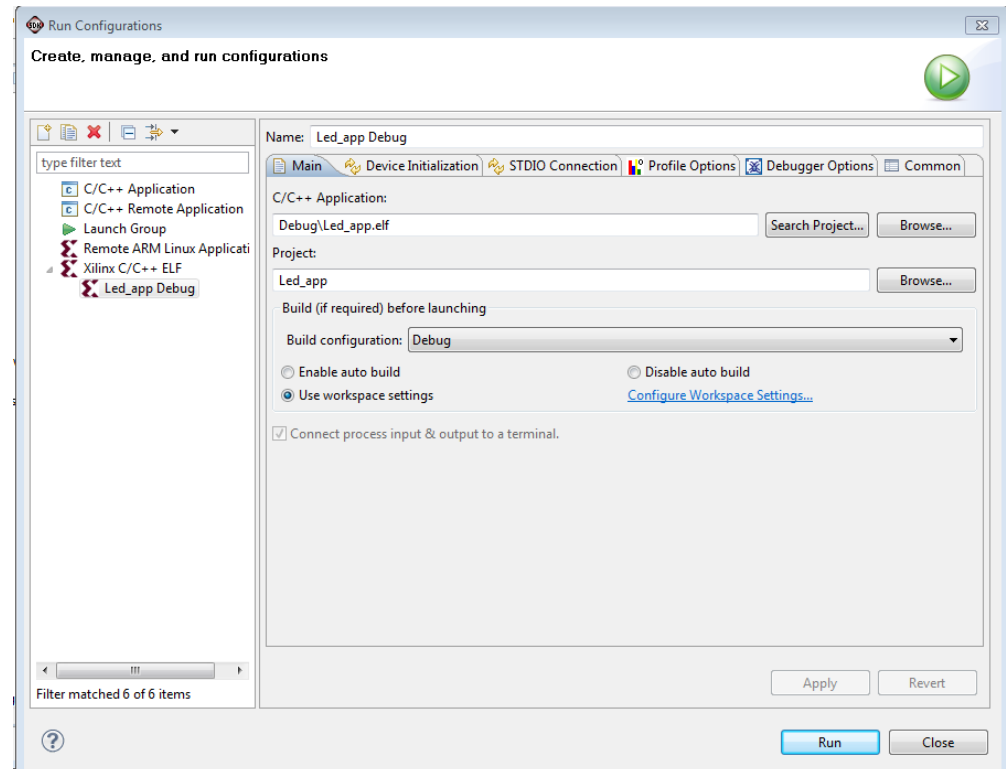 SDK Run Configurations
Create, manage, and run configurations
type filter text
C/C++ Application
C/C++ Remote Application
Launch Group
Remote ARM Linux Applicati
Xilinx C/C++ ELF
Led_app Debug
Filter matched 6 of 6 items
Name: Led_app Debug
Main Device Initialization STDIO Connection Profile Options Debugger Options Common
C/C++ Application:
Debug\Led_app.elf Search Project... Browse...
Project:
Led_app Browse...
Build (if required) before launching
Build configuration: Debug
Enable auto build Disable auto build
Use workspace settings Configure Workspace Settings...
Connect process input & output to a terminal.
Apply Revert
Run Close